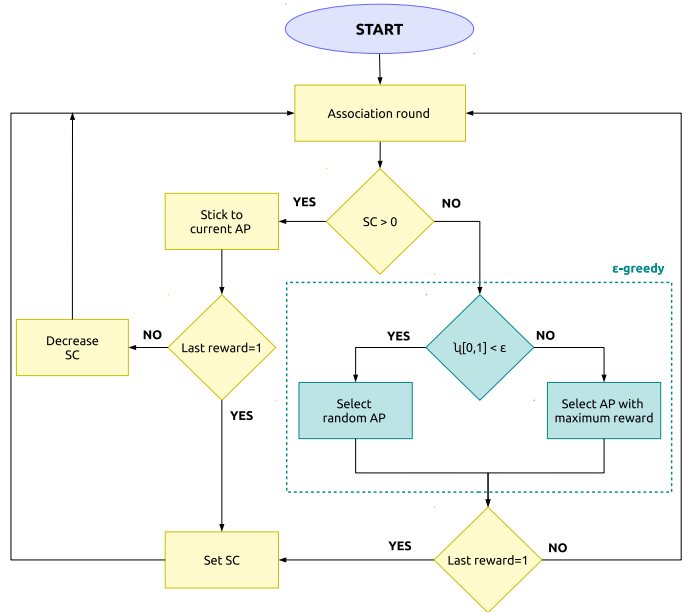 START
Association round
YES
NO
Stick to
current AP
SC > 0
ε-greedy
Decrease
SC
NO
Last reward=1
YES
[0,1] < ε
NO
YES
Select
random AP
Select AP with
maximum reward
Set SC
YES
Last reward=1
NO